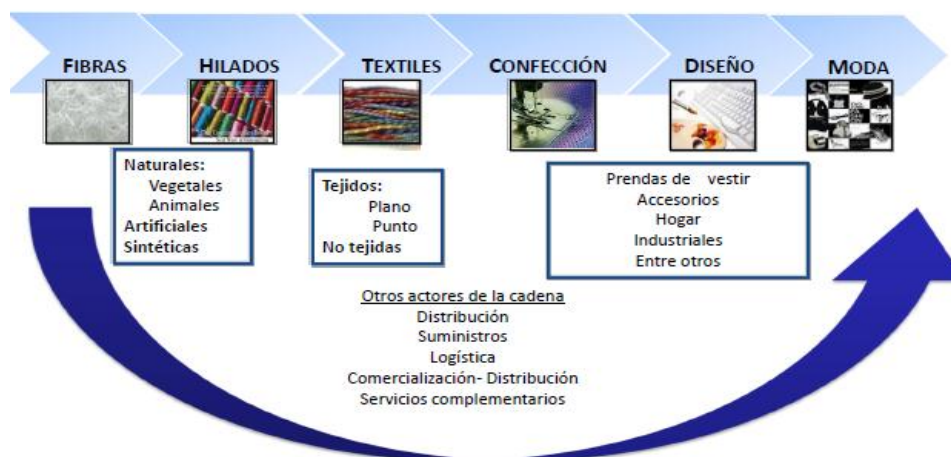 FIBRAS
HILADOS
TEXTILES
CONFECCIÓN
DISEÑO
MODA
Naturales:
Vegetales
Animales
Artificiales
Sintéticas
Tejidos:
Plano
Punto
No tejidas
Prendas de vestir
Accesorios
Hogar
Industriales
Entre otros
Otros actores de la cadena
Distribución
Suministros
Logística
Comercialización- Distribución
Servicios complementarios